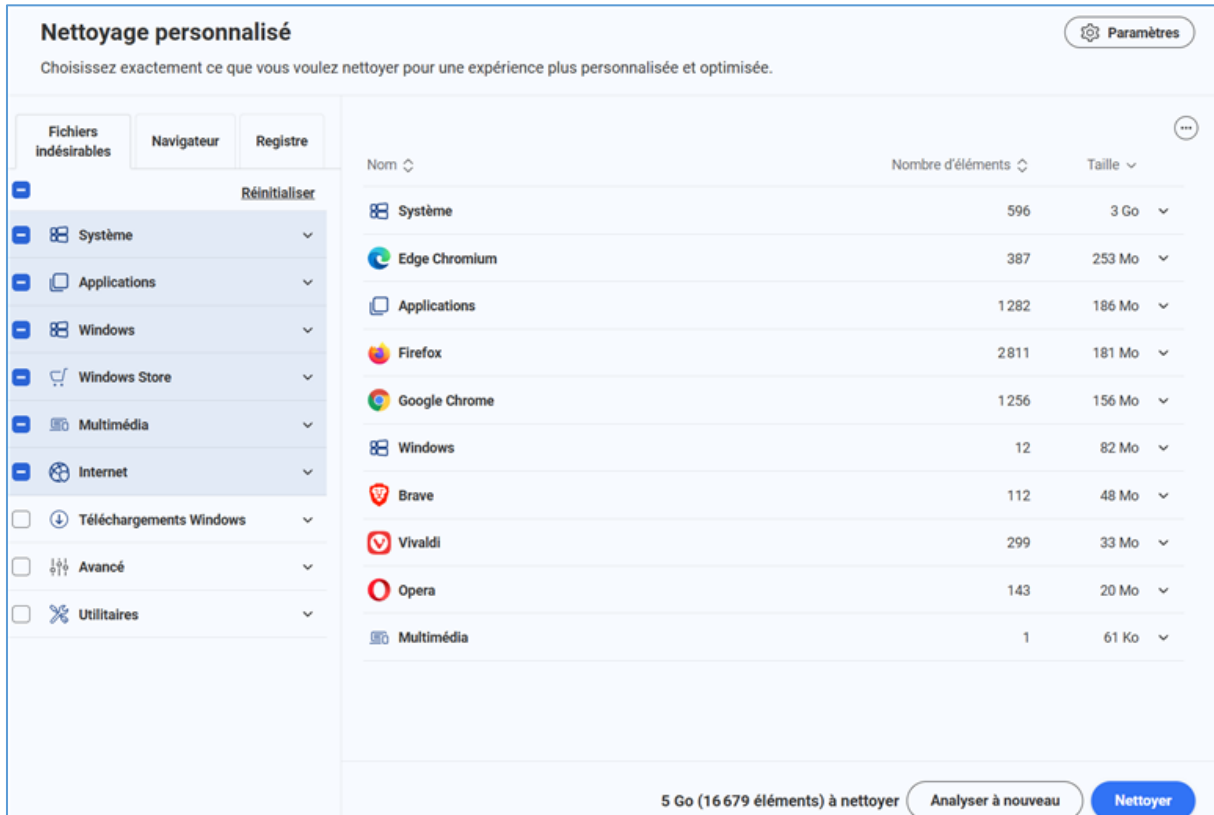 Nettoyage personnalisé
Paramètres
Choisissez exactement ce que vous voulez nettoyer pour une expérience plus personnalisée et optimisée.
Fichiers indésirables
Navigateur
Registre
Réinitialiser
Système
Applications
Windows
Windows Store
Multimédia
Internet
Téléchargements Windows
Avancé
Utilitaires
Nom Nombre d'éléments Taille
Système 596 3 Go
Edge Chromium 387 253 Mo
Applications 1 282 186 Mo
Firefox 2 811 181 Mo
Google Chrome 1 256 156 Mo
Windows 12 82 Mo
Brave 112 48 Mo
Vivaldi 299 33 Mo
Opera 143 20 Mo
Multimédia 1 61 Ko
5 Go (16 679 éléments) à nettoyer Analyser à nouveau Nettoyer